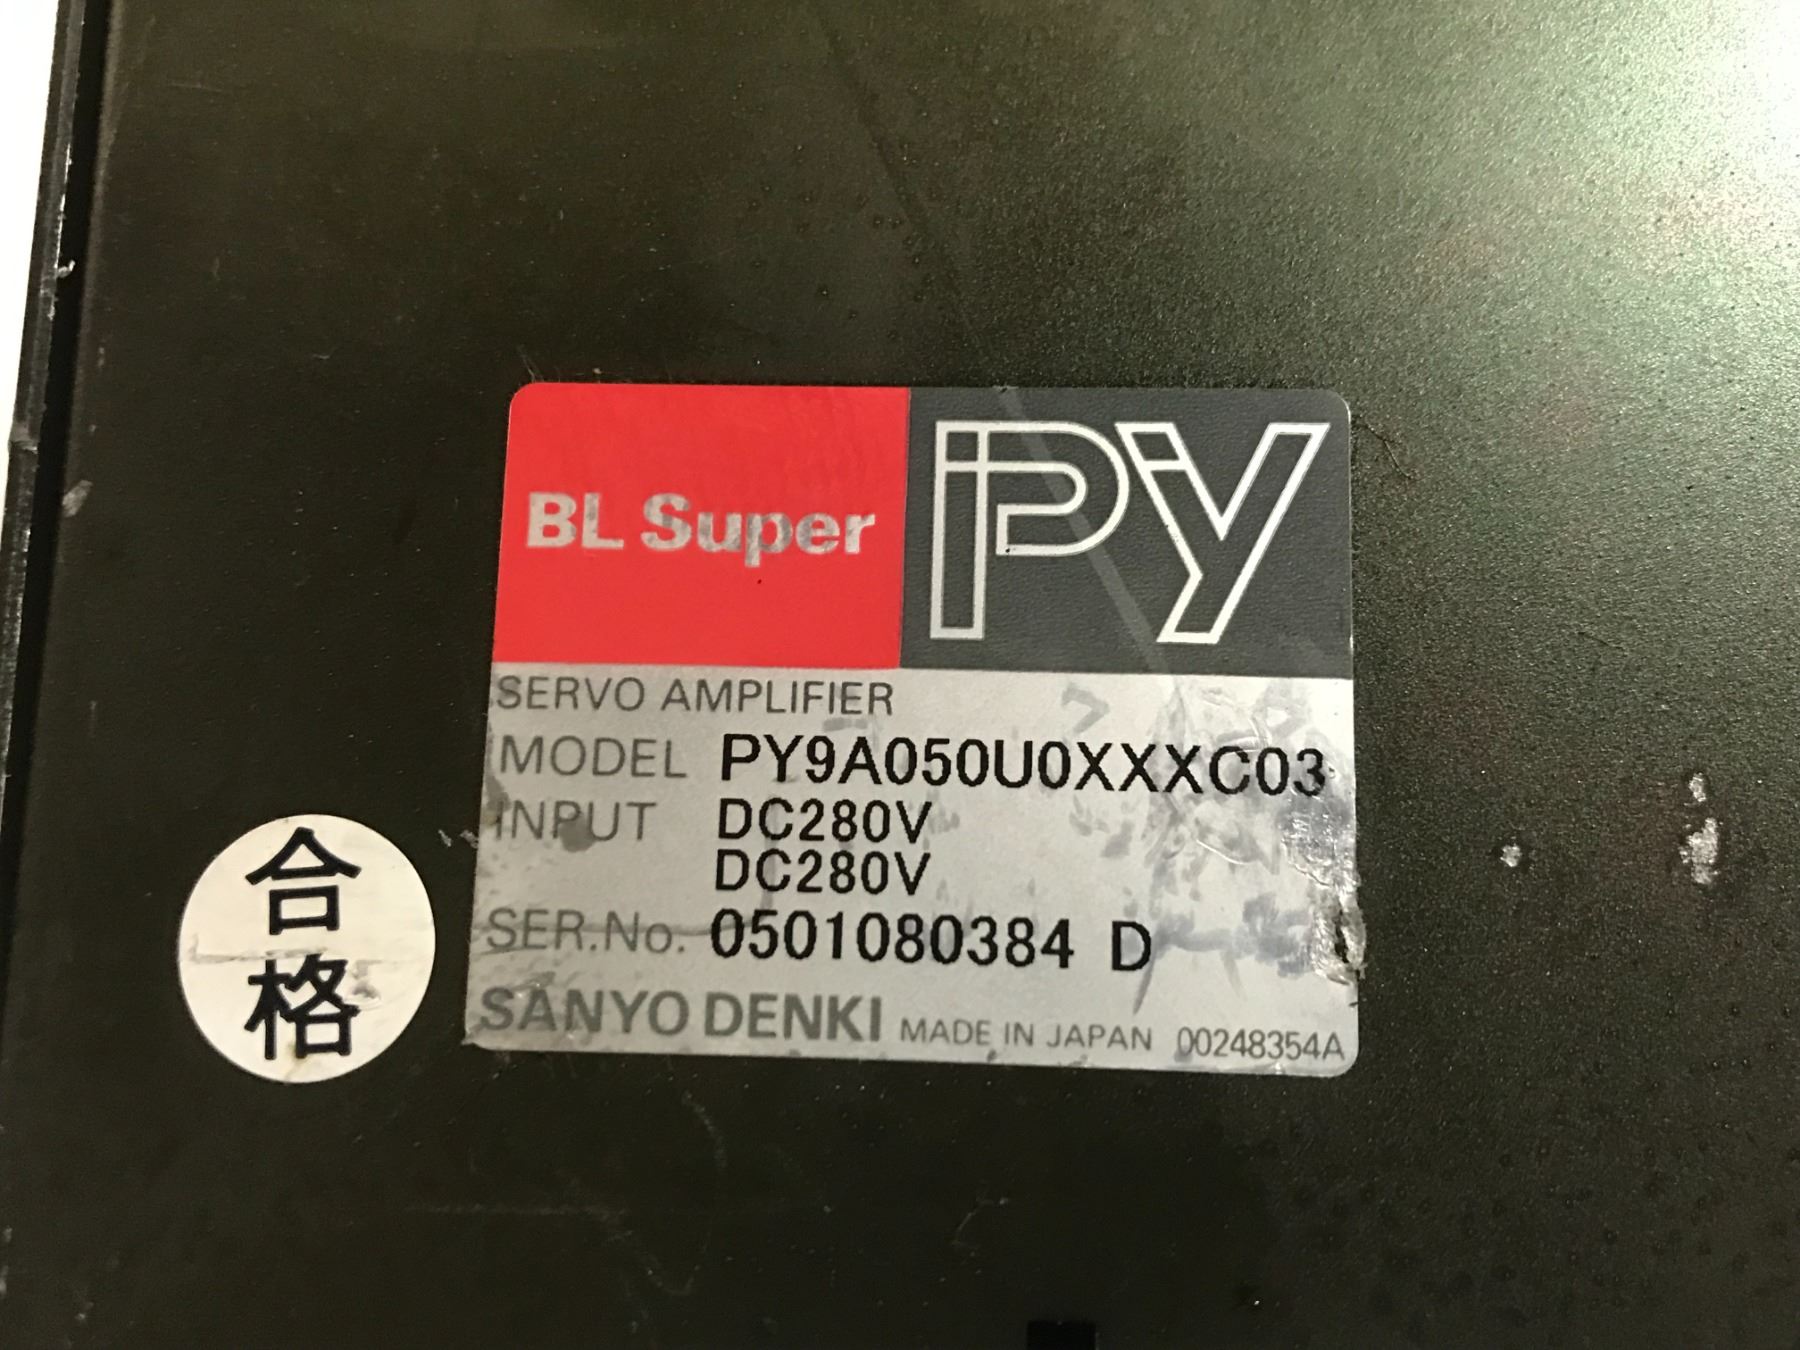 BL Super PY
SERVO AMPLIFIER
MODEL PY9A050U0XXXC03
INPUT DC280V
DC280V
SER.No. 0501080384 D
SANYO DENKI MADE IN JAPAN 00248354A
合
格